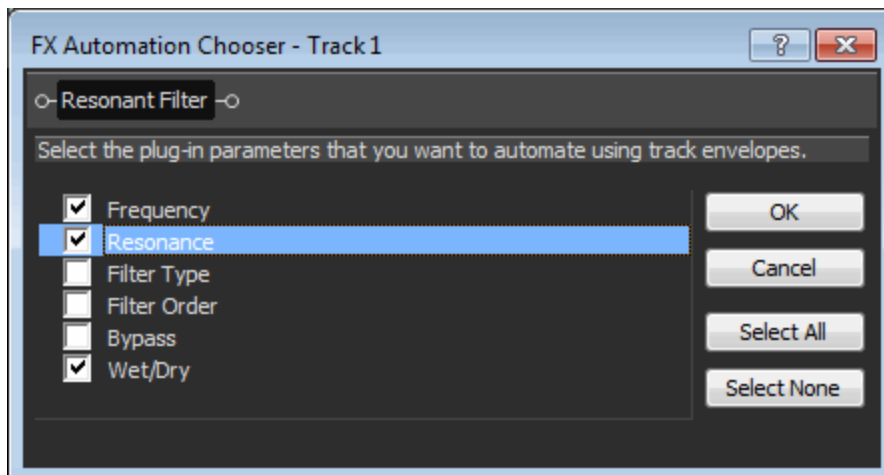 FX Automation Chooser - Track 1
?
Resonant Filter
Select the plug-in parameters that you want to automate using track envelopes.
Frequency
Resonance
Filter Type
Filter Order
Bypass
Wet/Dry
OK
Cancel
Select All
Select None